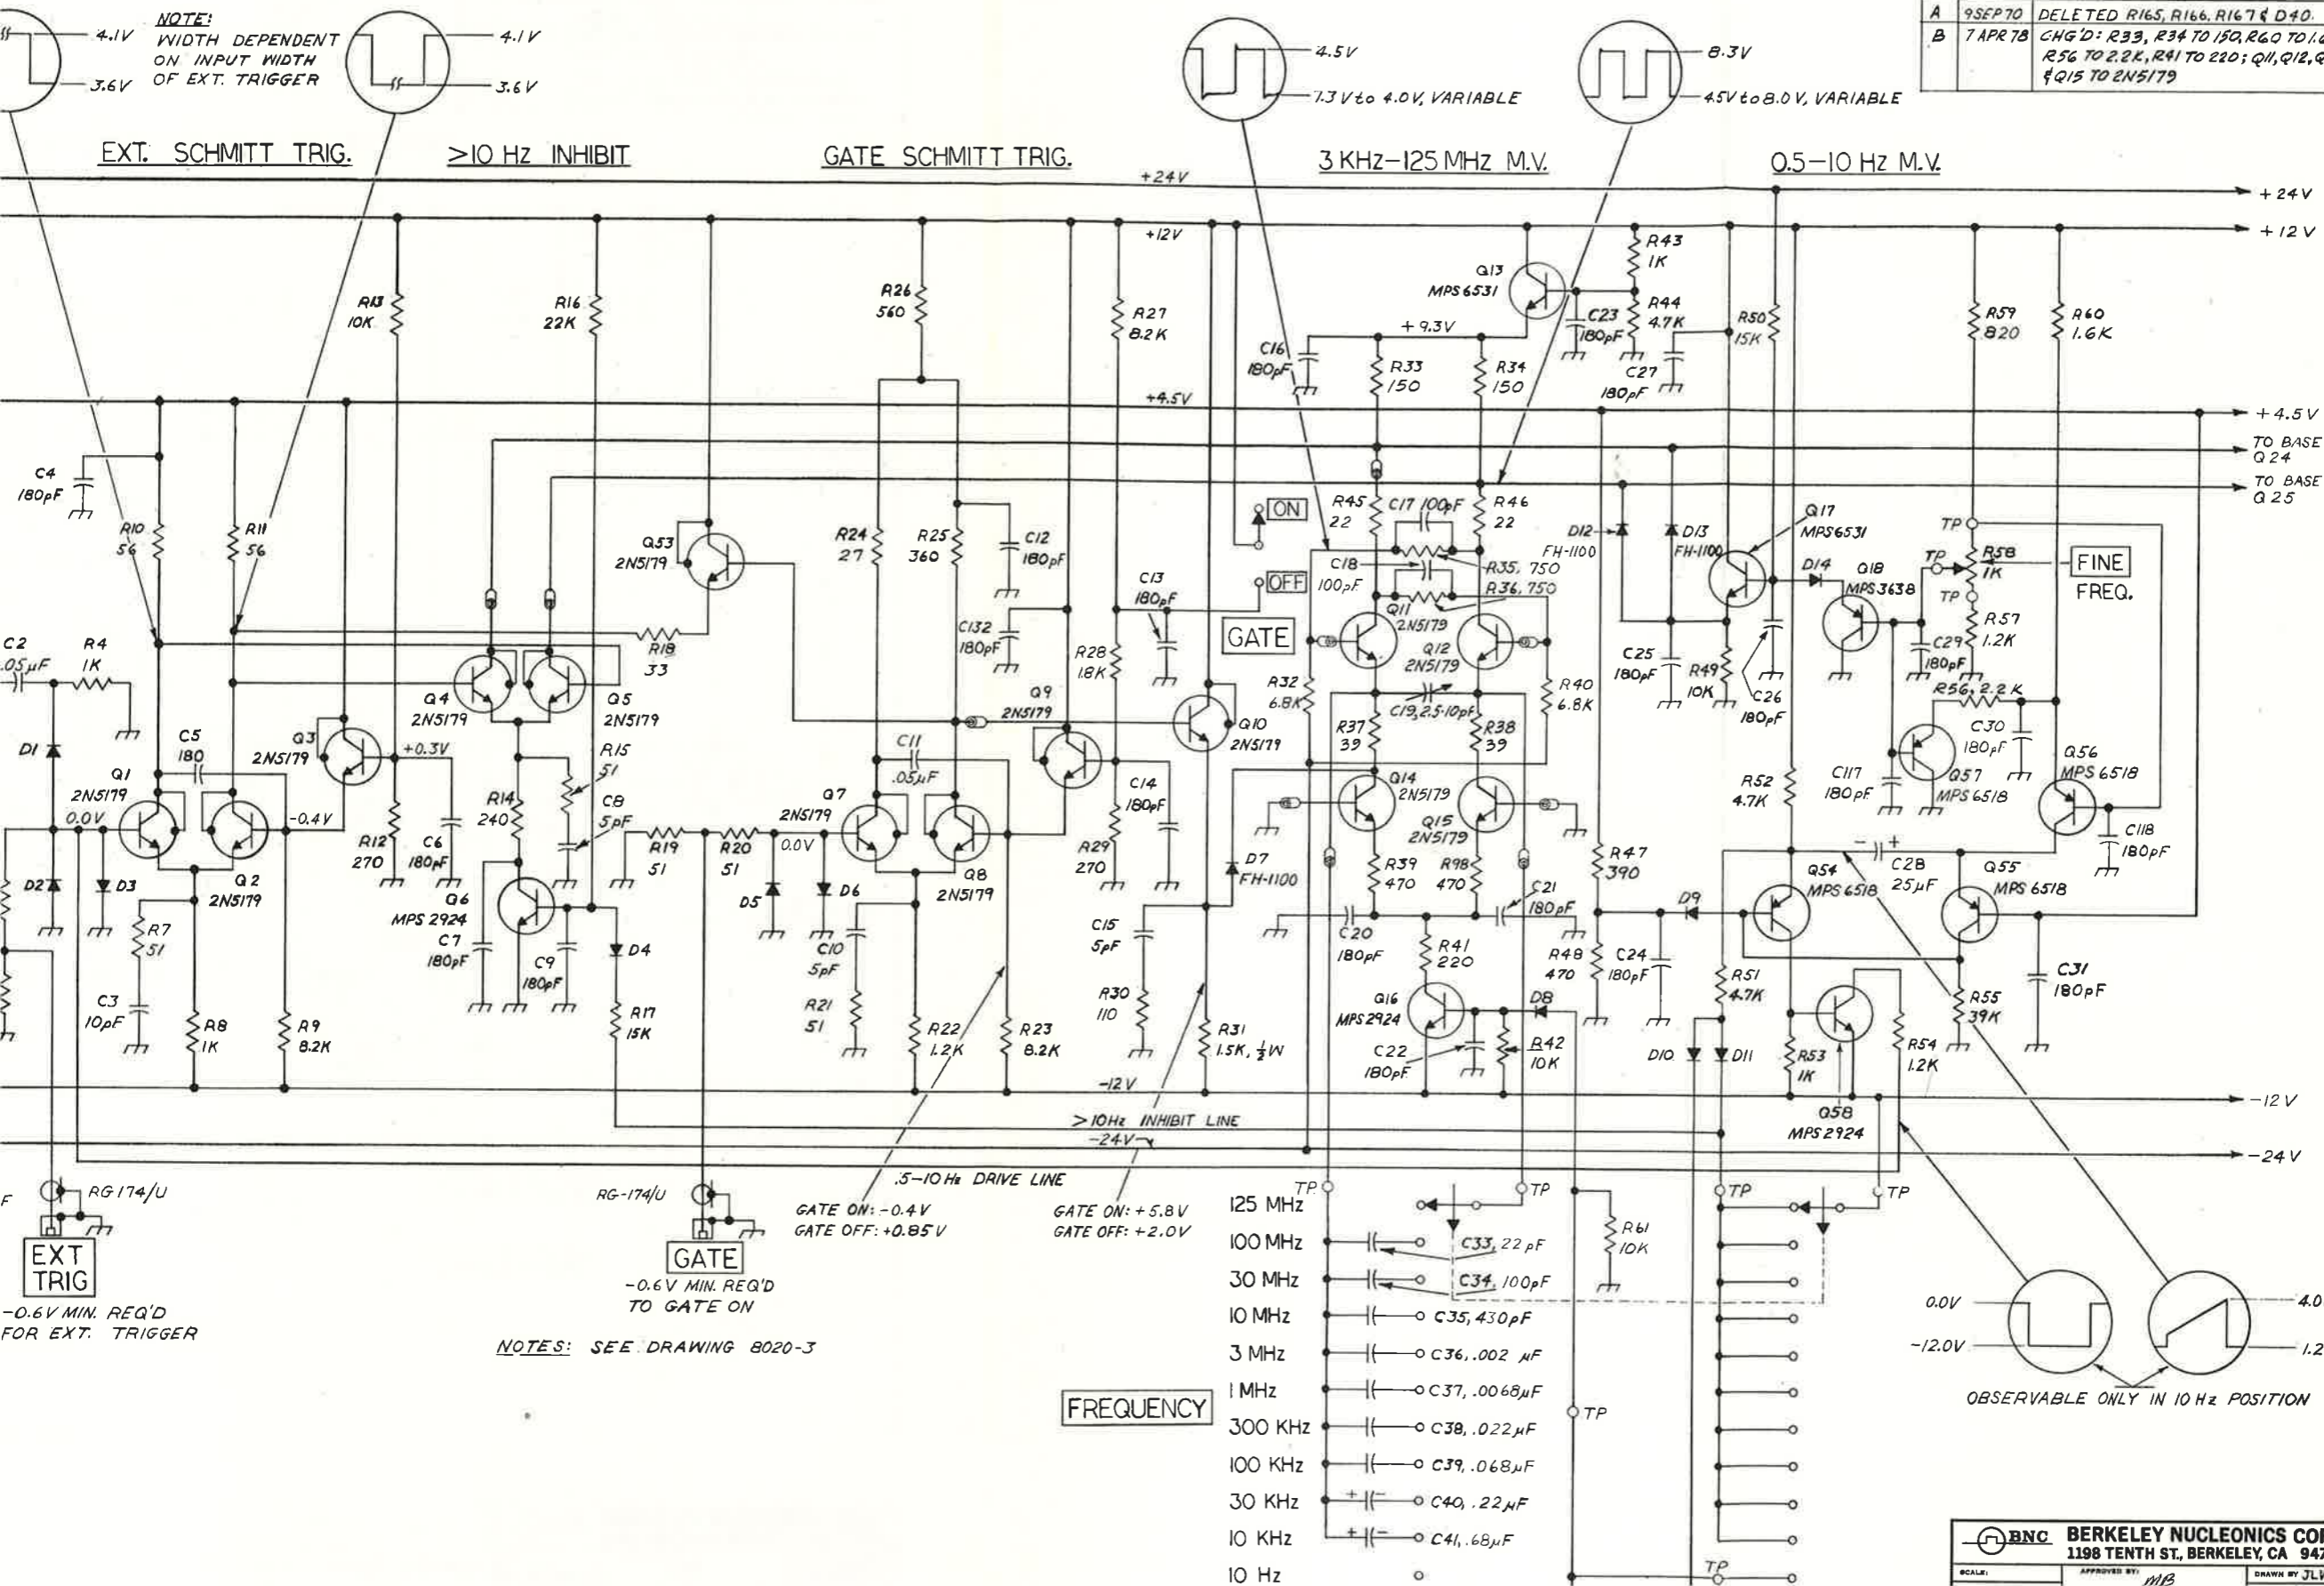 NOTE:
WIDTH DEPENDENT
ON INPUT WIDTH
OF EXT. TRIGGER
4.1V
3.6V
4.1V
3.6V
4.5V
7.3V to 4.0V, VARIABLE
8.3V
4.5V to 8.0V, VARIABLE
A 9SEP70 DELETED R165, R166, R167 & D40.
B 7APR78 CHG'D: R33, R34 TO 150, R60 TO
R56 TO 2.2K, R41 TO 220; Q11, Q12,
& Q15 TO 2N5179
EXT. SCHMITT TRIG.
>10 HZ INHIBIT
GATE SCHMITT TRIG.
3 KHz-125 MHz M.V.
0.5-10 Hz M.V.
+24V
+24V
+12V
+12V
R13
10K
R16
22K
R26
560
R27
8.2K
Q13
MPS6531
R43
1K
R44
4.7K
C23
180pF
+9.3V
C16
180pF
R33
150
R34
150
C27
180pF
R50
15K
R59
820
R60
1.6K
+4.5V
+4.5V
TO BASE
Q24
TO BASE
Q25
C4
180pF
R10
56
R11
56
Q53
2N5179
R24
27
R25
360
C12
180pF
ON
OFF
GATE
R45
22
C17 100pF
R46
22
C18
100pF
R35, 750
R36, 750
D12
FH-1100
D13
FH-1100
Q17
MPS6531
D14
Q18
MPS3638
TP
TP
TP
R58
1K
FINE
FREQ.
R57
1.2K
C2
.05µF
R4
1K
R18
33
C132
180pF
C13
180pF
R28
1.8K
Q11
2N5179
Q12
2N5179
C25
180pF
R49
10K
C26
180pF
C29
180pF
R56, 2.2K
C30
180pF
Q4
2N5179
Q5
2N5179
Q9
2N5179
Q10
2N5179
R32
6.8K
C19, 2.5-10pF
R40
6.8K
R37
39
R38
39
D1
C5
180
Q3
2N5179
+0.3V
R15
51
C11
.05µF
Q1
2N5179
0.0V
-0.4V
R14
240
C8
5pF
Q7
2N5179
0.0V
C14
180pF
Q14
2N5179
Q15
2N5179
R52
4.7K
C117
180pF
Q57
MPS6518
Q56
MPS6518
C118
180pF
D2
D3
Q2
2N5179
R12
270
C6
180pF
R19
51
R20
51
D5
D6
Q8
2N5179
R29
270
D7
FH-1100
R39
470
R98
470
C21
180pF
R47
390
D9
Q54
MPS6518
- +
C28
25µF
Q55
MPS6518
R7
51
Q6
MPS2924
C7
180pF
C9
180pF
D4
C10
5pF
C15
5pF
C20
180pF
R41
220
R48
470
C24
180pF
R51
4.7K
C31
180pF
C3
10pF
R8
1K
R9
8.2K
R17
15K
R21
51
R22
1.2K
R23
8.2K
R30
110
R31
1.5K, ½W
Q16
MPS2924
D8
C22
180pF
R42
10K
D10
D11
R53
1K
R54
1.2K
R55
39K
Q58
MPS2924
-12V
-12V
>10Hz INHIBIT LINE
-24V
-24V
.5-10Hz DRIVE LINE
F
RG174/U
EXT
TRIG
-0.6V MIN. REQ'D
FOR EXT. TRIGGER
RG-174/U
GATE
-0.6V MIN. REQ'D
TO GATE ON
GATE ON: -0.4V
GATE OFF: +0.85V
GATE ON: +5.8V
GATE OFF: +2.0V
NOTES: SEE DRAWING 8020-3
FREQUENCY
TP
TP
TP
TP
125 MHz
100 MHz
C33, 22pF
30 MHz
C34, 100pF
10 MHz
C35, 430pF
3 MHz
C36, .002 µF
1 MHz
C37, .0068µF
300 KHz
C38, .022µF
100 KHz
C39, .068µF
30 KHz
+ -
C40, .22µF
10 KHz
+ -
C41, .68µF
10 Hz
R61
10K
TP
TP
0.0V
-12.0V
4.0
1.2
OBSERVABLE ONLY IN 10 Hz POSITION
BNC
BERKELEY NUCLEONICS
1198 TENTH ST., BERKELEY, CA
SCALE:
APPROVED BY: MB
DRAWN BY